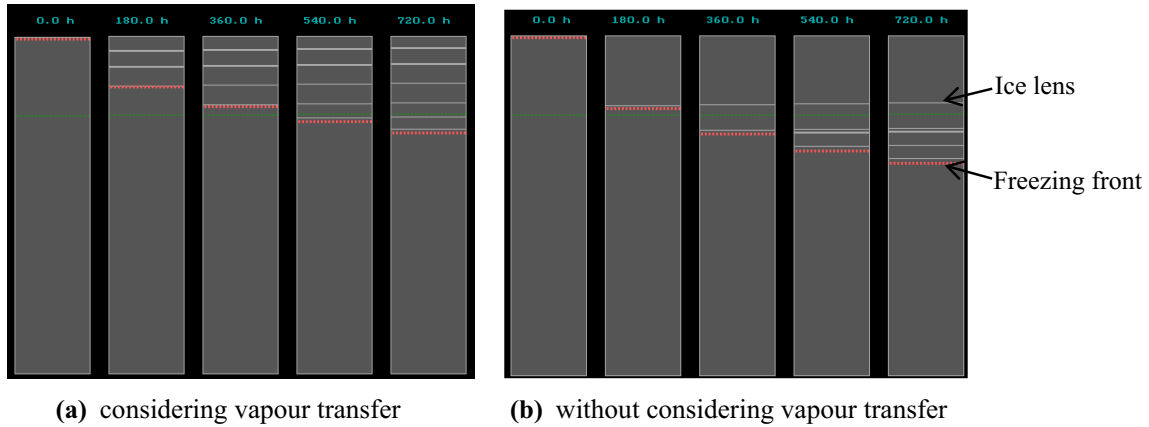 0.0 h 180.0 h 360.0 h 540.0 h 720.0 h
0.0 h 180.0 h 360.0 h 540.0 h 720.0 h
Ice lens
Freezing front
(a) considering vapour transfer
(b) without considering vapour transfer